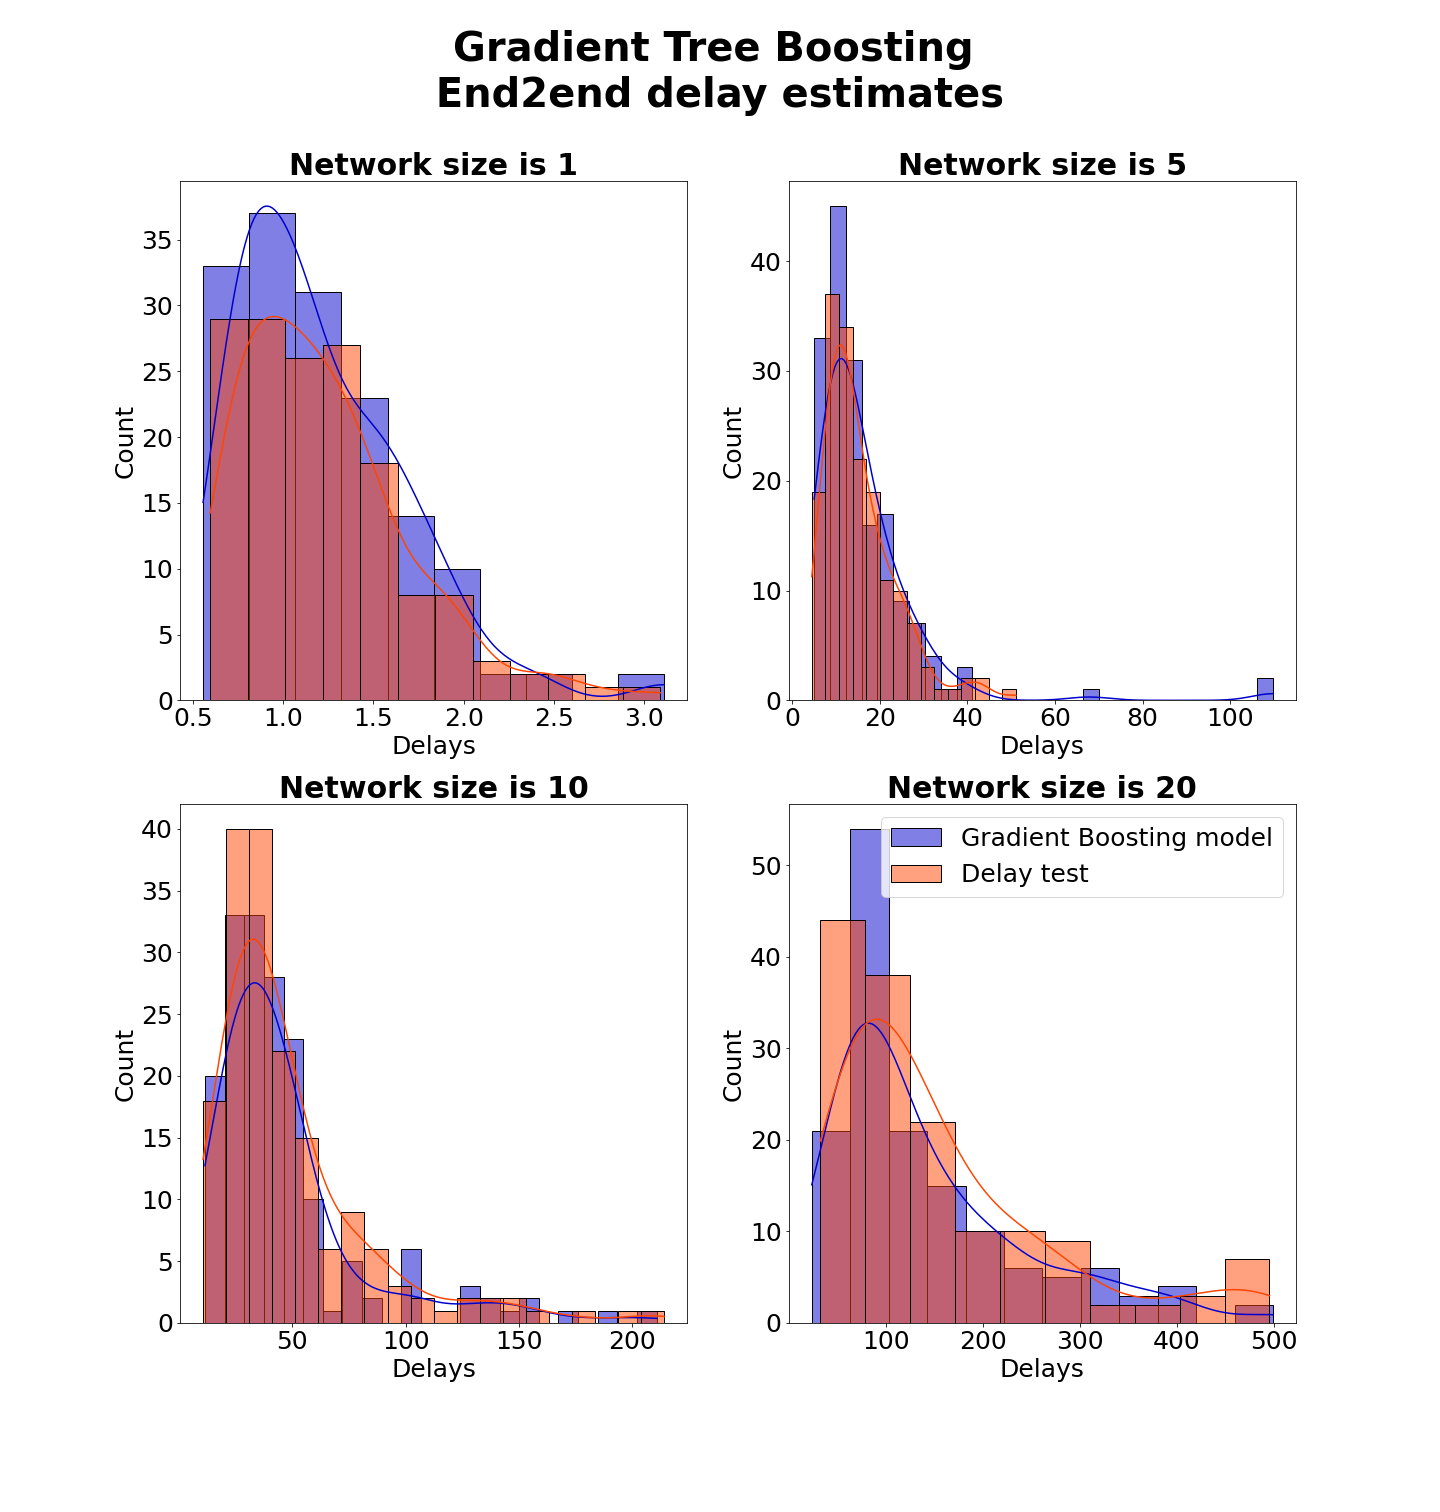 Gradient Tree Boosting
End2end delay estimates
Network size is 1
35
30
25
20
15
10
5
0
Count
0.5 1.0 1.5 2.0 2.5 3.0
Delays
Network size is 5
40
30
20
10
0
Count
0 20 40 60 80 100
Delays
Network size is 10
40
35
30
25
20
15
10
5
0
Count
50 100 150 200
Delays
Network size is 20
Gradient Boosting model
Delay test
50
40
30
20
10
0
Count
100 200 300 400 500
Delays